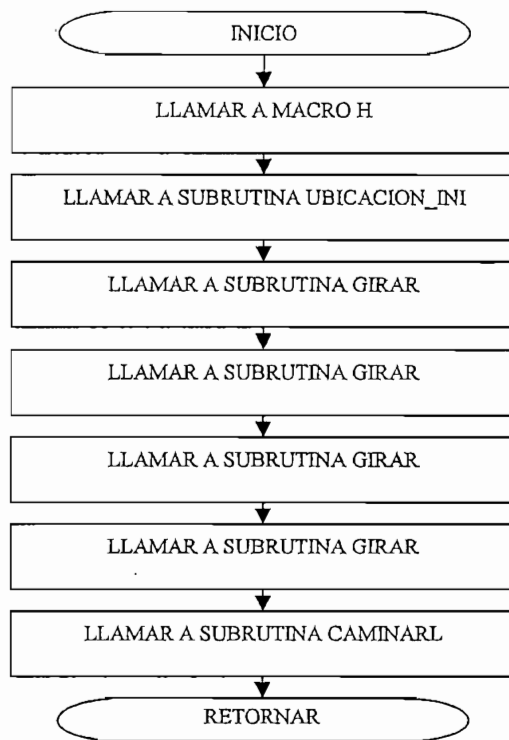 INICIO
LLAMAR A MACRO H
LLAMAR A SUBRUTINA UBICACION_INI
LLAMAR A SUBRUTINA GIRAR
LLAMAR A SUBRUTINA GIRAR
LLAMAR A SUBRUTINA GIRAR
LLAMAR A SUBRUTINA GIRAR
LLAMAR A SUBRUTINA CAMINARL
RETORNAR